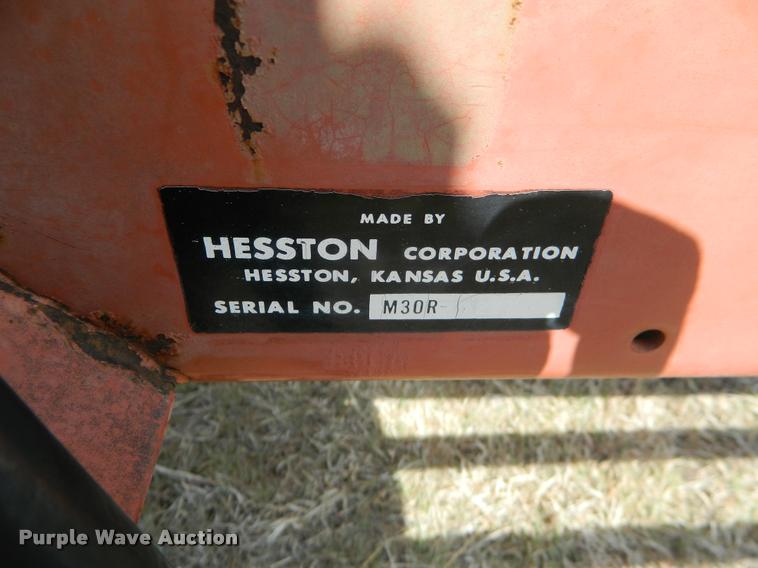 MADE BY
HESSTON CORPORATION
HESSTON, KANSAS U.S.A.
SERIAL NO. M30R-
Purple Wave Auction